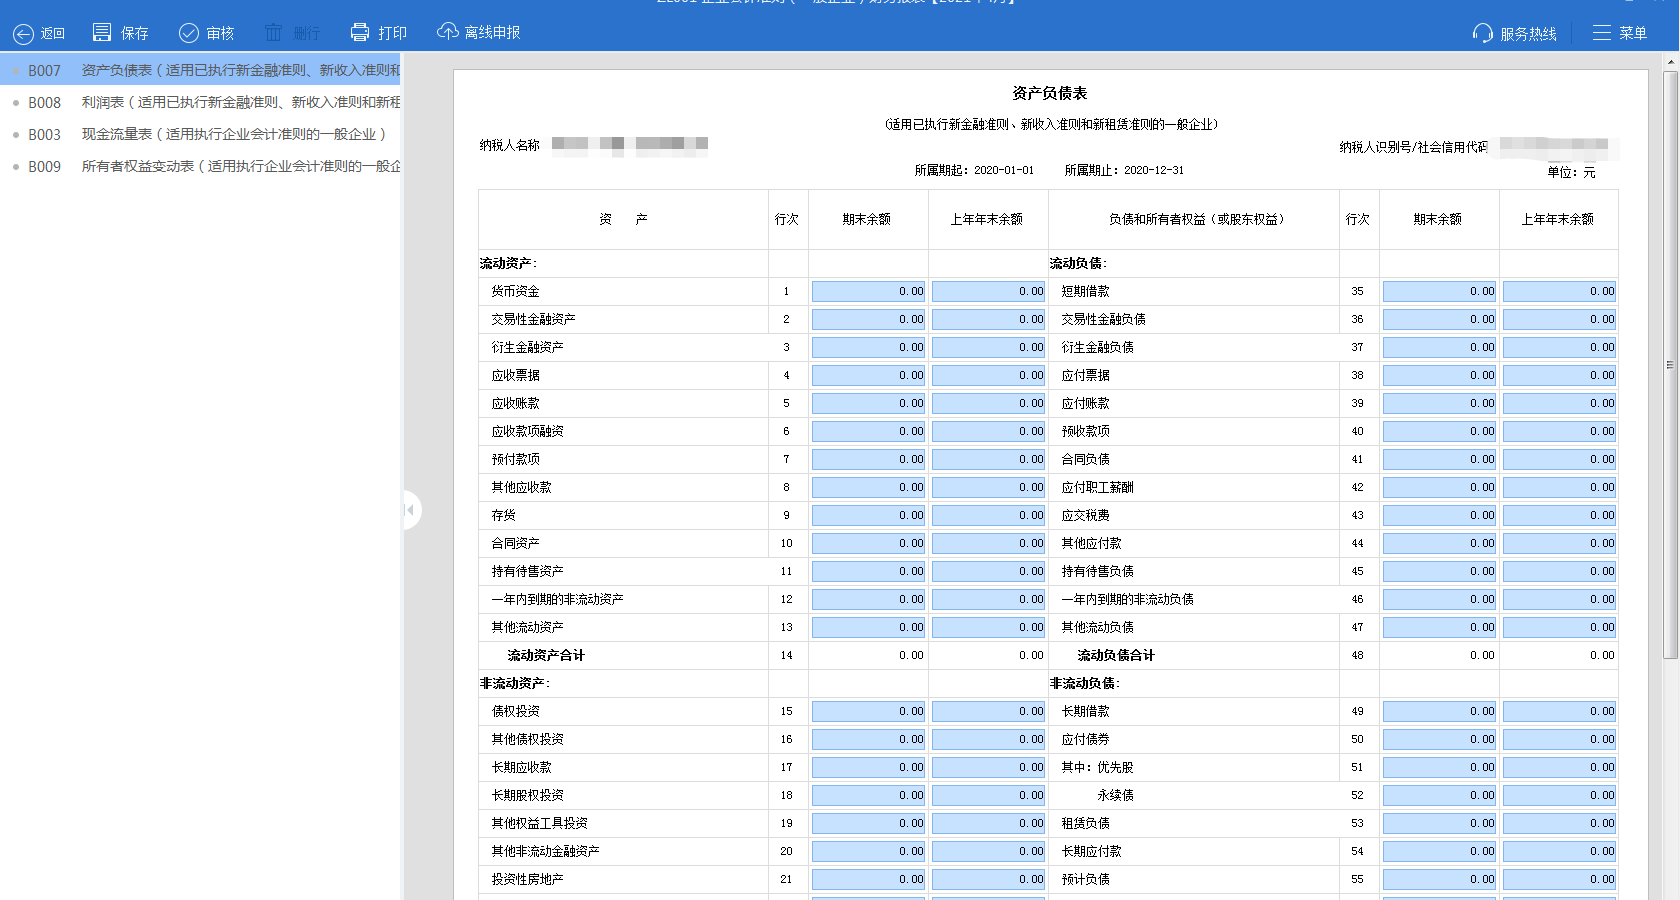 返回 保存 审核 删行 打印 离线申报 服务热线 菜单
B007 资产负债表（适用已执行新金融准则、新收入准则和
B008 利润表（适用已执行新金融准则、新收入准则和新租
B003 现金流量表（适用执行企业会计准则的一般企业）
B009 所有者权益变动表（适用执行企业会计准则的一般企
资产负债表
(适用已执行新金融准则、新收入准则和新租赁准则的一般企业)
纳税人名称 纳税人识别号/社会信用代码
所属期起：2020-01-01 所属期止：2020-12-31 单位：元
资 产 行次 期末余额 上年年末余额 负债和所有者权益（或股东权益） 行次 期末余额 上年年末余额
流动资产： 流动负债：
货币资金 1 0.00 0.00 短期借款 35 0.00 0.00
交易性金融资产 2 0.00 0.00 交易性金融负债 36 0.00 0.00
衍生金融资产 3 0.00 0.00 衍生金融负债 37 0.00 0.00
应收票据 4 0.00 0.00 应付票据 38 0.00 0.00
应收账款 5 0.00 0.00 应付账款 39 0.00 0.00
应收款项融资 6 0.00 0.00 预收款项 40 0.00 0.00
预付款项 7 0.00 0.00 合同负债 41 0.00 0.00
其他应收款 8 0.00 0.00 应付职工薪酬 42 0.00 0.00
存货 9 0.00 0.00 应交税费 43 0.00 0.00
合同资产 10 0.00 0.00 其他应付款 44 0.00 0.00
持有待售资产 11 0.00 0.00 持有待售负债 45 0.00 0.00
一年内到期的非流动资产 12 0.00 0.00 一年内到期的非流动负债 46 0.00 0.00
其他流动资产 13 0.00 0.00 其他流动负债 47 0.00 0.00
流动资产合计 14 0.00 0.00 流动负债合计 48 0.00 0.00
非流动资产： 非流动负债：
债权投资 15 0.00 0.00 长期借款 49 0.00 0.00
其他债权投资 16 0.00 0.00 应付债券 50 0.00 0.00
长期应收款 17 0.00 0.00 其中：优先股 51 0.00 0.00
长期股权投资 18 0.00 0.00 永续债 52 0.00 0.00
其他权益工具投资 19 0.00 0.00 租赁负债 53 0.00 0.00
其他非流动金融资产 20 0.00 0.00 长期应付款 54 0.00 0.00
投资性房地产 21 0.00 0.00 预计负债 55 0.00 0.00